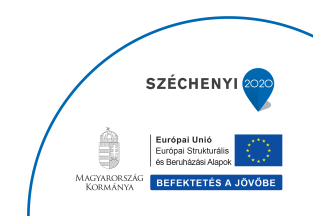 SZÉCHENYI 2020
Európai Unió
Európai Strukturális
és Beruházási Alapok
MAGYARORSZÁG
KORMÁNYA
BEFEKTETÉS A JÖVŐBE